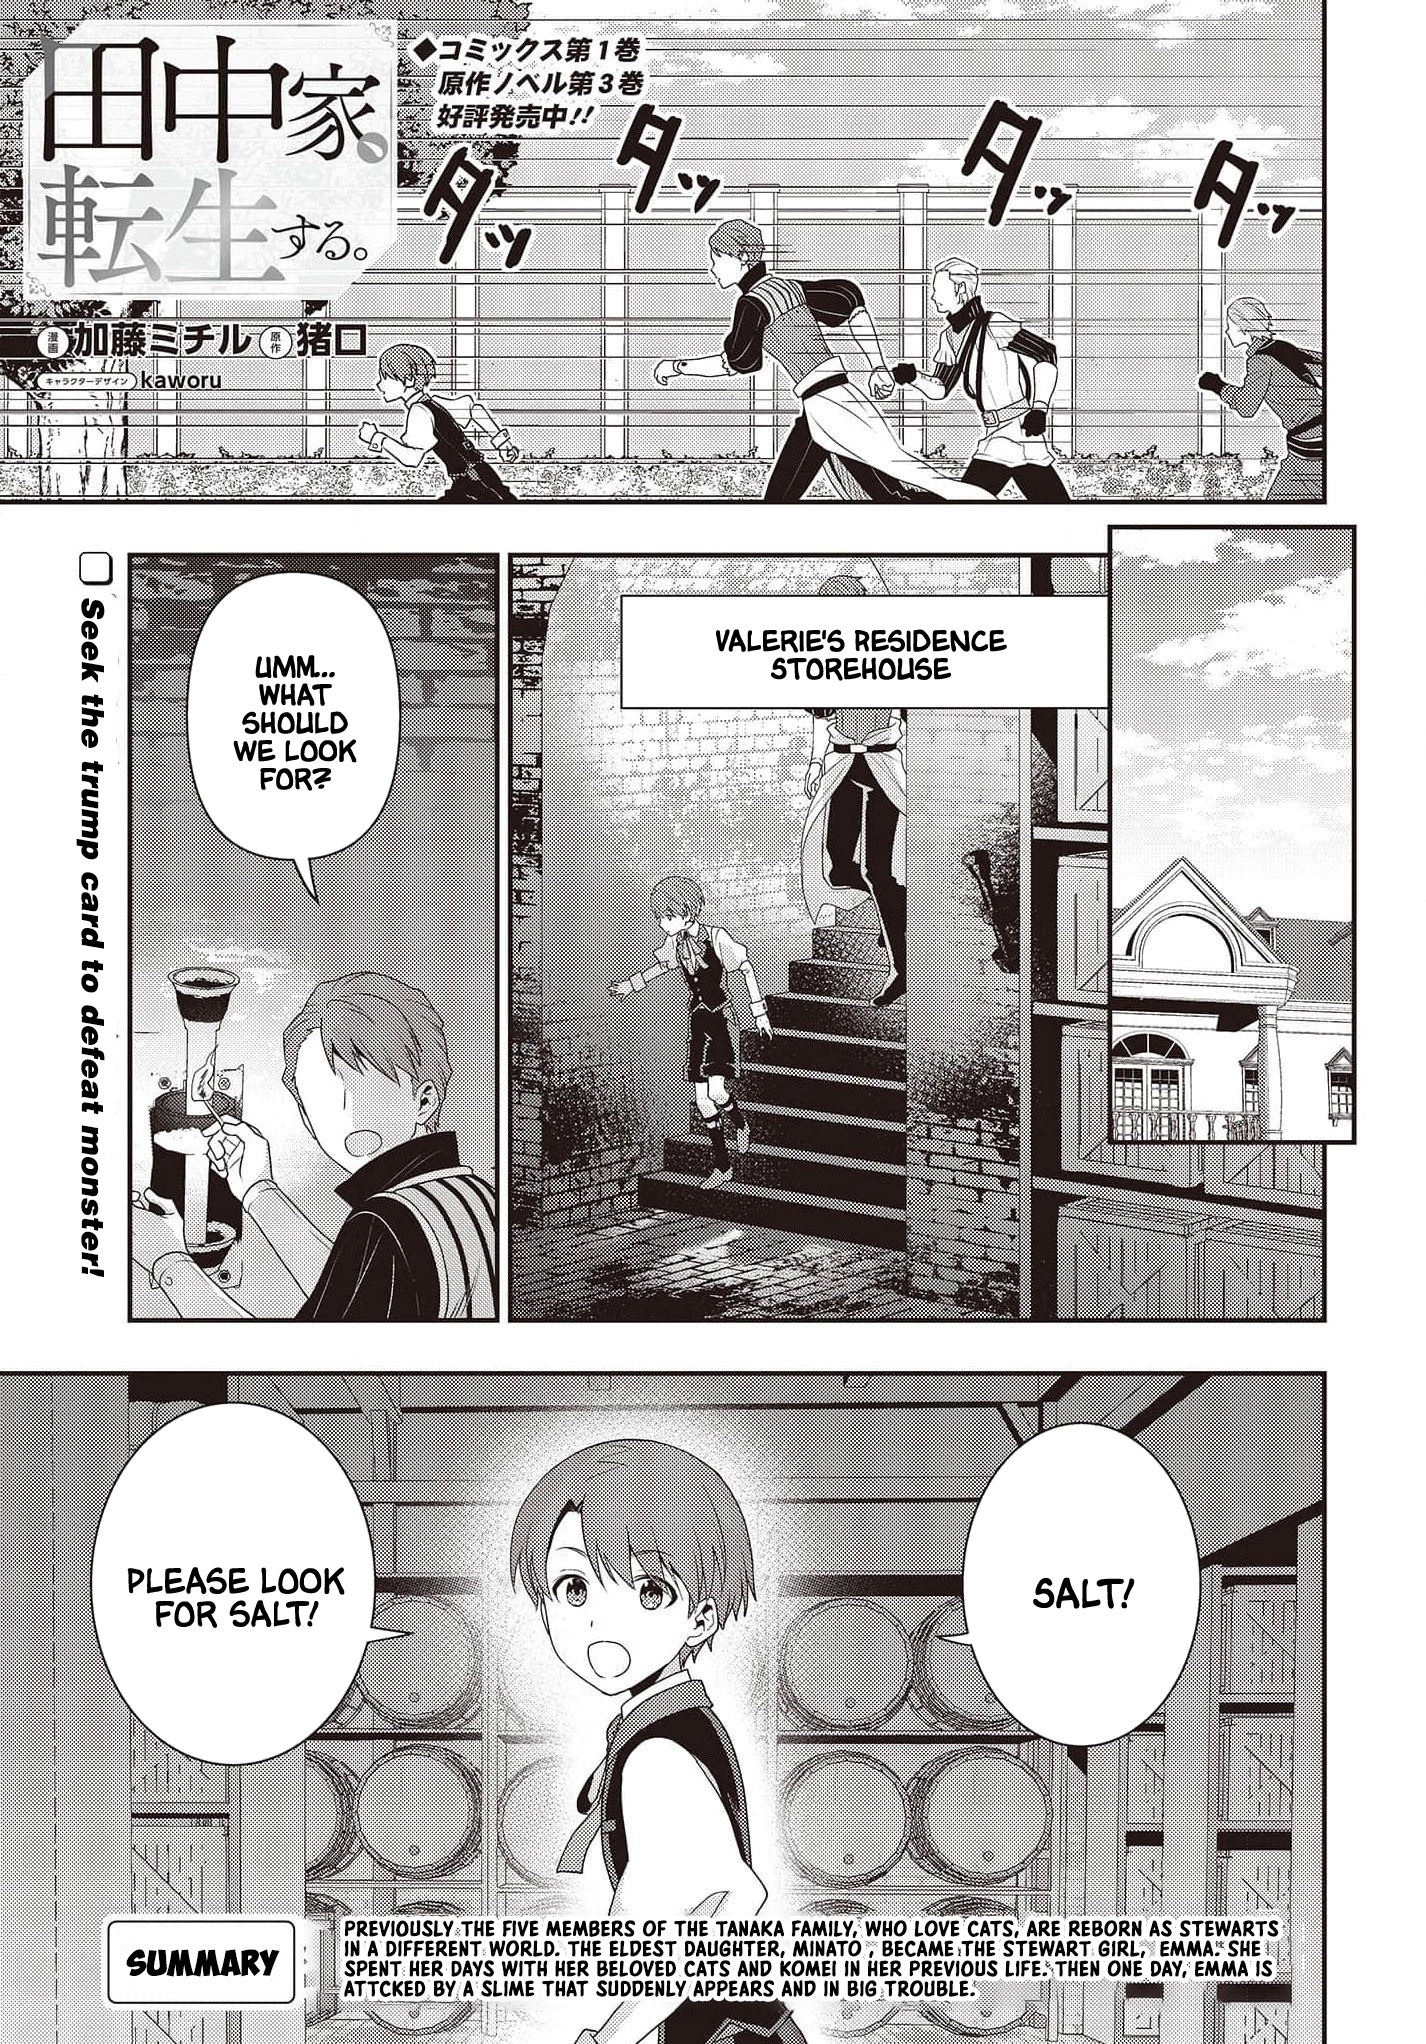 田中家、
転生する。
◆コミックス第1巻
原作ノベル第3巻
好評発売中!!
漫画 加藤ミチル 原作 猪口
キャラクターデザイン kaworu
タッ
タッ
タッ
タッ
VALERIE'S RESIDENCE
STOREHOUSE
UMM...
WHAT
SHOULD
WE LOOK
FOR?
Seek the trump card to defeat monster!
SALT!
PLEASE LOOK
FOR SALT!
SUMMARY
PREVIOUSLY THE FIVE MEMBERS OF THE TANAKA FAMILY, WHO LOVE CATS, ARE REBORN AS STEWARTS
IN A DIFFERENT WORLD. THE ELDEST DAUGHTER, MINATO , BECAME THE STEWART GIRL, EMMA. SHE
SPENT HER DAYS WITH HER BELOVED CATS AND KOMEI IN HER PREVIOUS LIFE. THEN ONE DAY, EMMA IS
ATTCKED BY A SLIME THAT SUDDENLY APPEARS AND IN BIG TROUBLE.